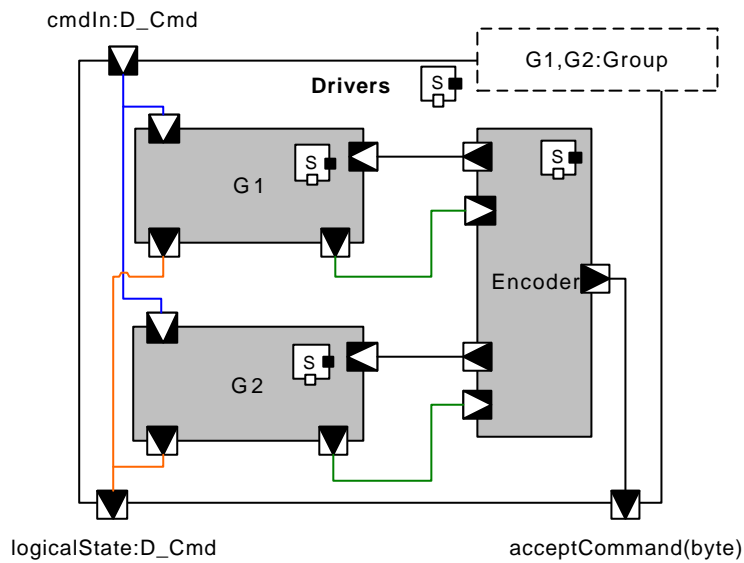 cmdIn:D_Cmd
G1,G2:Group
Drivers
S
S
S
G1
Encoder
S
G2
logicalState:D_Cmd
acceptCommand(byte)